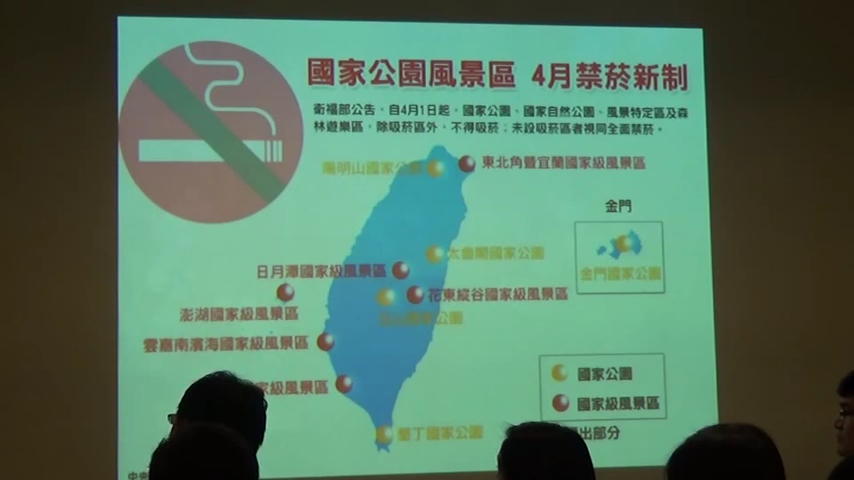 國家公園風景區 4月禁菸新制
衛福部公告，自4月1日起，國家公園、國家自然公園、風景特定區及森
林遊樂區，除吸菸區外，不得吸菸；未設吸菸區者視同全面禁菸。
陽明山國家公園
東北角暨宜蘭國家級風景區
金門
太魯閣國家公園
金門國家公園
日月潭國家級風景區
花東縱谷國家級風景區
澎湖國家級風景區
國家公園
雲嘉南濱海國家級風景區
國家公園
家級風景區
國家級風景區
墾丁國家公園
出部分
中央